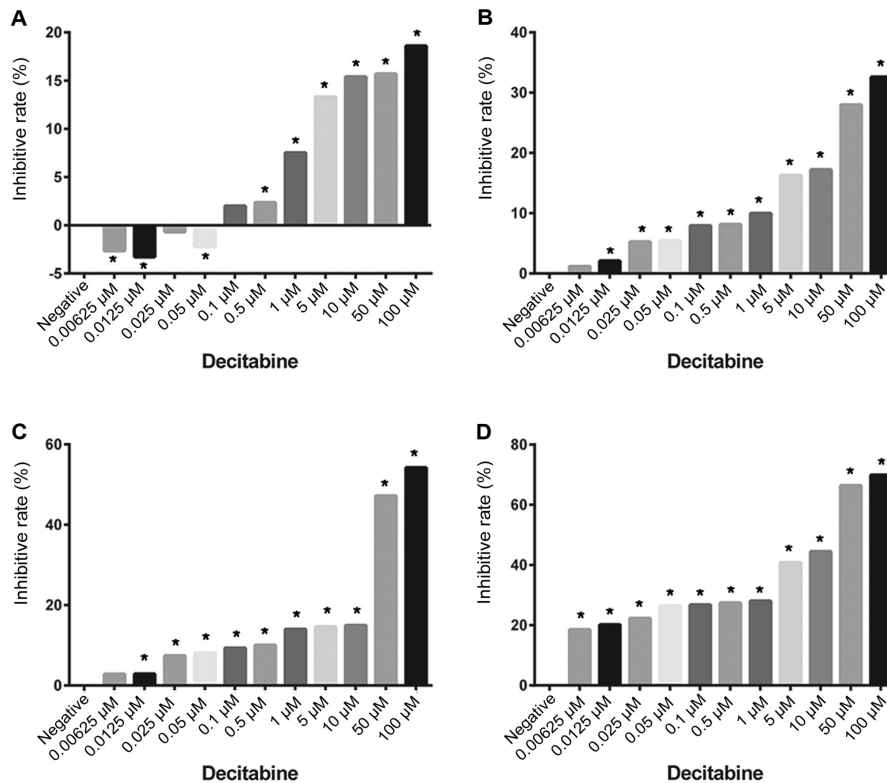 A
Inhibitive rate (%)
20
15
10
5
0
-5
* * * * * * * * *
Negative
0.00625 µM
0.0125 µM
0.025 µM
0.05 µM
0.1 µM
0.5 µM
1 µM
5 µM
10 µM
50 µM
100 µM
Decitabine
B
Inhibitive rate (%)
40
30
20
10
0
* * * * * * * * * *
Negative
0.00625 µM
0.0125 µM
0.025 µM
0.05 µM
0.1 µM
0.5 µM
1 µM
5 µM
10 µM
50 µM
100 µM
Decitabine
C
Inhibitive rate (%)
60
40
20
0
* * * * * * * * * *
Negative
0.00625 µM
0.0125 µM
0.025 µM
0.05 µM
0.1 µM
0.5 µM
1 µM
5 µM
10 µM
50 µM
100 µM
Decitabine
D
Inhibitive rate (%)
80
60
40
20
0
* * * * * * * * * * *
Negative
0.00625 µM
0.0125 µM
0.025 µM
0.05 µM
0.1 µM
0.5 µM
1 µM
5 µM
10 µM
50 µM
100 µM
Decitabine